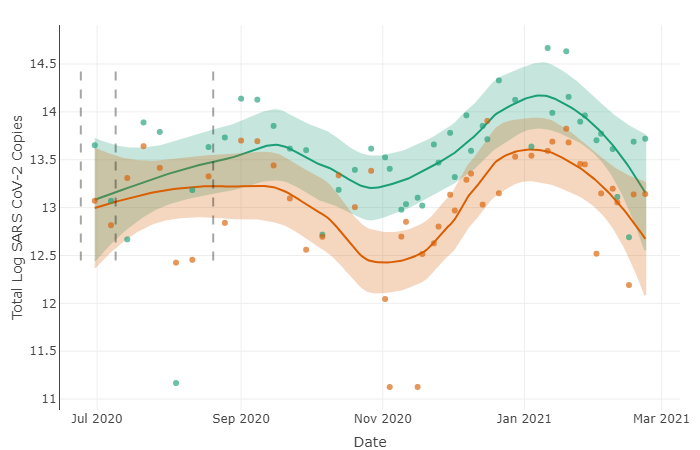 Total Log SARS CoV-2 Copies
14.5
14
13.5
13
12.5
12
11.5
11
Jul 2020
Sep 2020
Nov 2020
Jan 2021
Mar 2021
Date